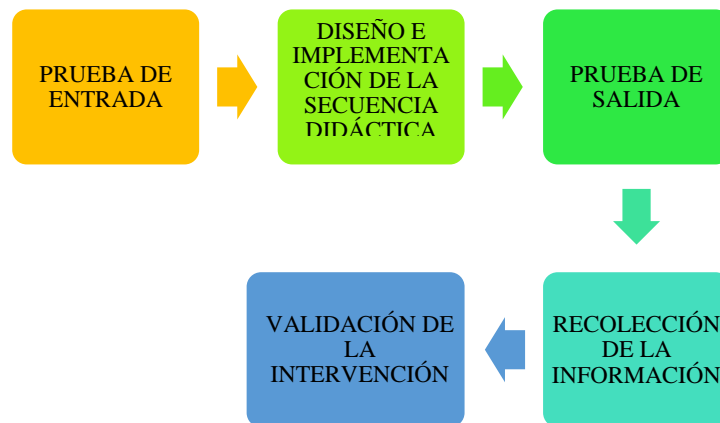 PRUEBA DE
ENTRADA
DISEÑO E
IMPLEMENTA
CIÓN DE LA
SECUENCIA
DIDÁCTICA
PRUEBA DE
SALIDA
RECOLECCIÓN
DE LA
INFORMACIÓN
VALIDACIÓN DE
LA
INTERVENCIÓN